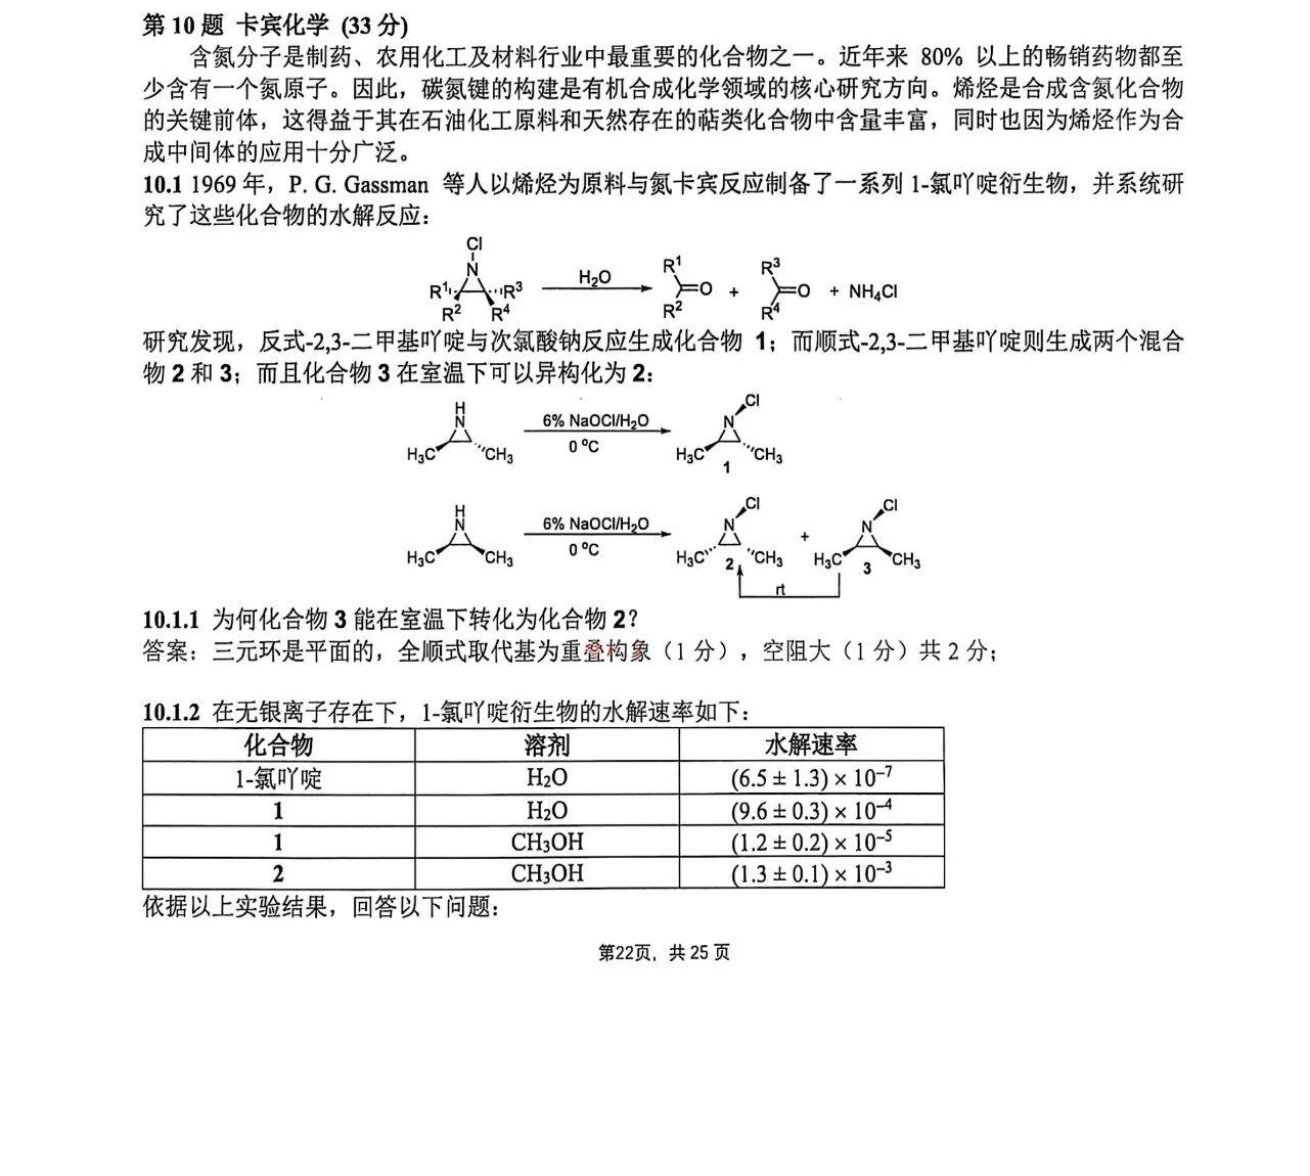 第 10 题 卡宾化学 (33 分)
含氮分子是制药、农用化工及材料行业中最重要的化合物之一。近年来 80% 以上的畅销药物都至
少含有一个氮原子。因此，碳氮键的构建是有机合成化学领域的核心研究方向。烯烃是合成含氮化合物
的关键前体，这得益于其在石油化工原料和天然存在的萜类化合物中含量丰富，同时也因为烯烃作为合
成中间体的应用十分广泛。
10.1 1969 年，P. G. Gassman 等人以烯烃为原料与氮卡宾反应制备了一系列 1-氯吖啶衍生物，并系统研
究了这些化合物的水解反应：
Cl
N
R¹ R³
R² R⁴
H₂O
R¹
O
R²
+
R³
O
R⁴
+ NH₄Cl
研究发现，反式-2,3-二甲基吖啶与次氯酸钠反应生成化合物 1；而顺式-2,3-二甲基吖啶则生成两个混合
物 2 和 3；而且化合物 3 在室温下可以异构化为 2：
H
N
H₃C CH₃
6% NaOCl/H₂O
0 ºC
Cl
N
H₃C CH₃
1
H
N
H₃C CH₃
6% NaOCl/H₂O
0 ºC
Cl
N
H₃C CH₃
2
+
Cl
N
H₃C CH₃
3
rt
10.1.1 为何化合物 3 能在室温下转化为化合物 2？
答案：三元环是平面的，全顺式取代基为重叠构象（1 分），空阻大（1 分）共 2 分；
10.1.2 在无银离子存在下，1-氯吖啶衍生物的水解速率如下：
化合物 溶剂 水解速率
1-氯吖啶 H₂O (6.5 ± 1.3) × 10⁻⁷
1 H₂O (9.6 ± 0.3) × 10⁻⁴
1 CH₃OH (1.2 ± 0.2) × 10⁻⁵
2 CH₃OH (1.3 ± 0.1) × 10⁻³
依据以上实验结果，回答以下问题：
第22页，共 25 页